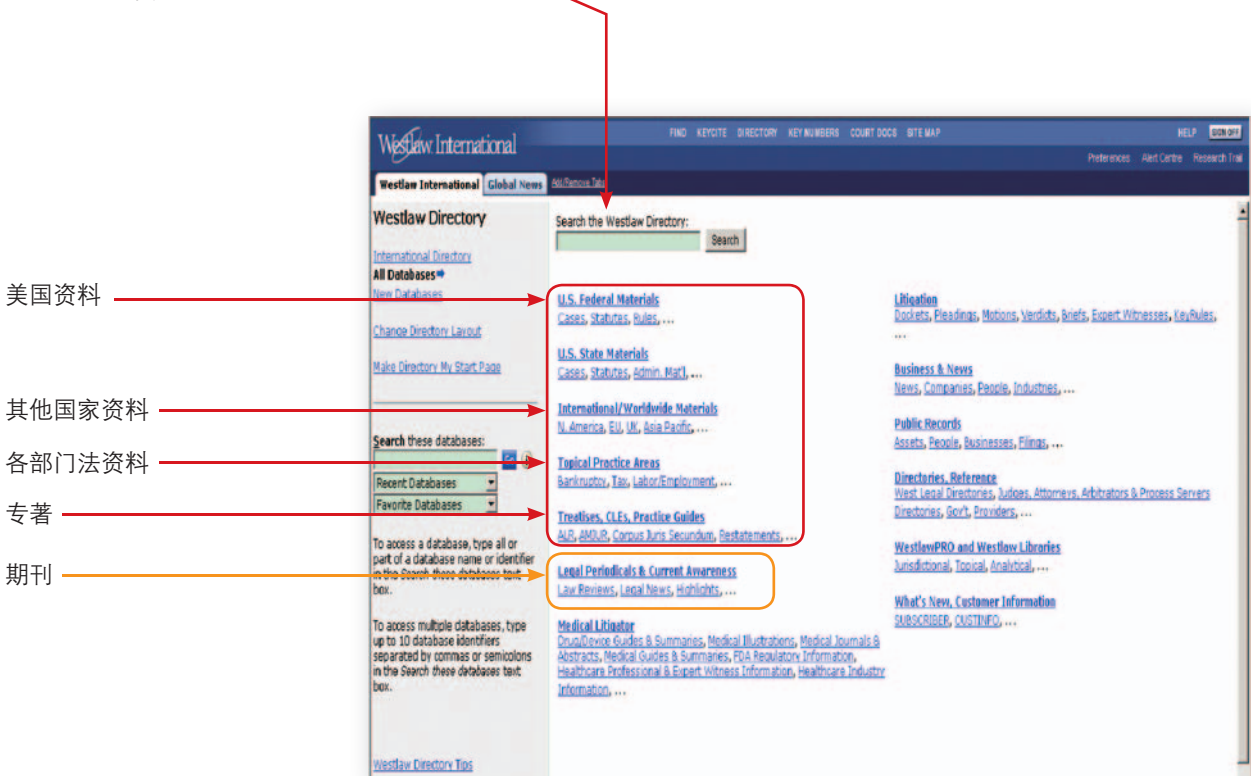 Westlaw International
FIND KEYCITE DIRECTORY KEY NUMBERS COURT DOCS SITE MAP
HELP SIGN OFF
Preferences Alert Centre Research Trail
Westlaw International Global News Add/Remove Tabs
Westlaw Directory
International Directory
All Databases
New Databases
Change Directory Layout
Make Directory My Start Page
Search these databases:
Recent Databases
Favorite Databases
To access a database, type all or
part of a database name or identifier
in the Search these databases text
box.
To access multiple databases, type
up to 10 database identifiers
separated by commas or semicolons
in the Search these databases text
box.
Westlaw Directory Tips
Search the Westlaw Directory:
Search
美国资料
U.S. Federal Materials
Cases, Statutes, Rules, ...
U.S. State Materials
Cases, Statutes, Admin. Mat'l, ...
其他国家资料
International/Worldwide Materials
N. America, EU, UK, Asia Pacific, ...
各部门法资料
Topical Practice Areas
Bankruptcy, Tax, Labor/Employment, ...
专著
Treatises, CLEs, Practice Guides
ALR, AMJUR, Corpus Juris Secundum, Restatements, ...
期刊
Legal Periodicals & Current Awareness
Law Reviews, Legal News, Highlights, ...
Medical Litigator
Drug/Device Guides & Summaries, Medical Illustrations, Medical Journals &
Abstracts, Medical Guides & Summaries, FDA Regulatory Information,
Healthcare Professional & Expert Witness Information, Healthcare Industry
Information, ...
Litigation
Dockets, Pleadings, Motions, Verdicts, Briefs, Expert Witnesses, KeyRules,
...
Business & News
News, Companies, People, Industries, ...
Public Records
Assets, People, Businesses, Filings, ...
Directories, Reference
West Legal Directories, Judges, Attorneys, Arbitrators & Process Servers
Directories, Gov't, Providers, ...
WestlawPRO and Westlaw Libraries
Jurisdictional, Topical, Analytical, ...
What's New, Customer Information
SUBSCRIBER, CUSTINFO, ...